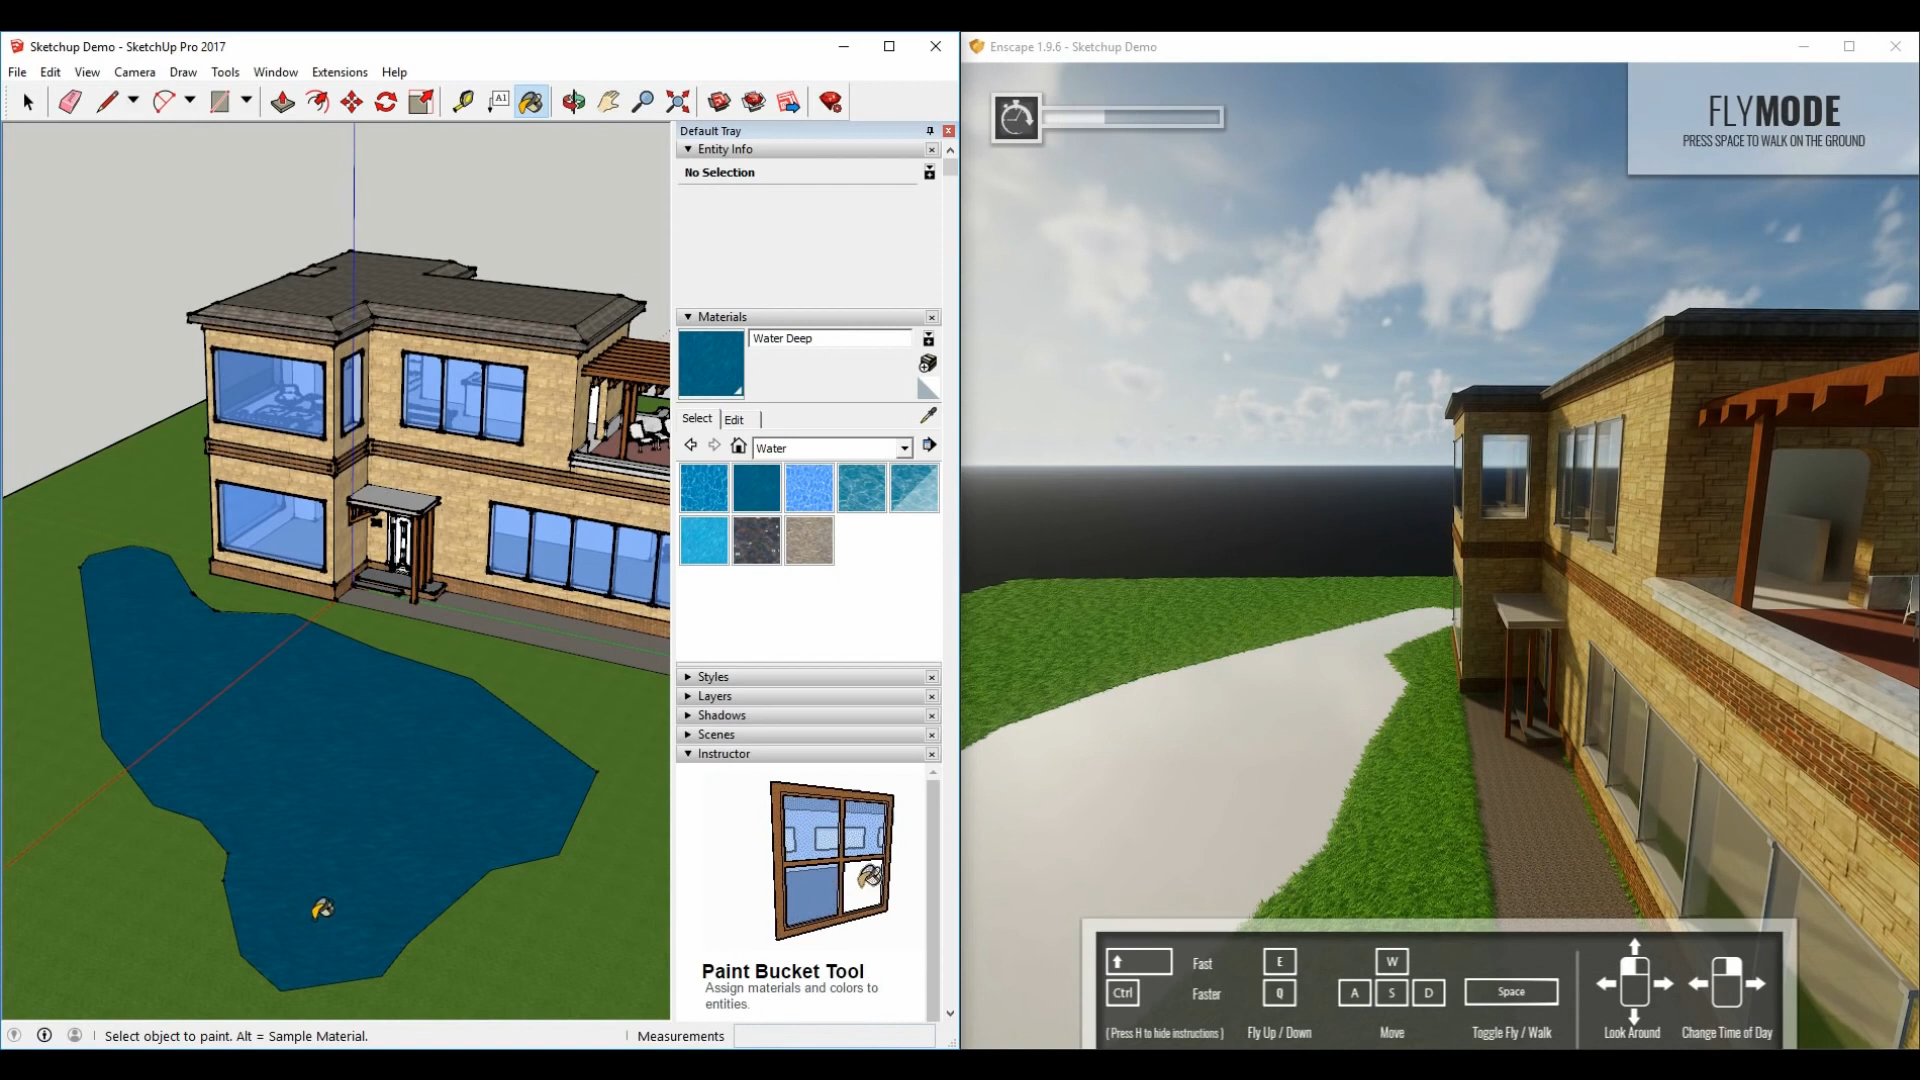 Sketchup Demo - SketchUp Pro 2017
File Edit View Camera Draw Tools Window Extensions Help
A1
Default Tray
Entity Info
No Selection
Materials
Water Deep
Select Edit
Water
Styles
Layers
Shadows
Scenes
Instructor
Paint Bucket Tool
Assign materials and colors to
entities.
Select object to paint. Alt = Sample Material.
Measurements
Enscape 1.9.6 - Sketchup Demo
FLYMODE
PRESS SPACE TO WALK ON THE GROUND
Fast
Ctrl Faster
( Press H to hide instructions )
E
Q
Fly Up / Down
W
A S D
Move
Space
Toggle Fly / Walk
Look Around
Change Time of Day